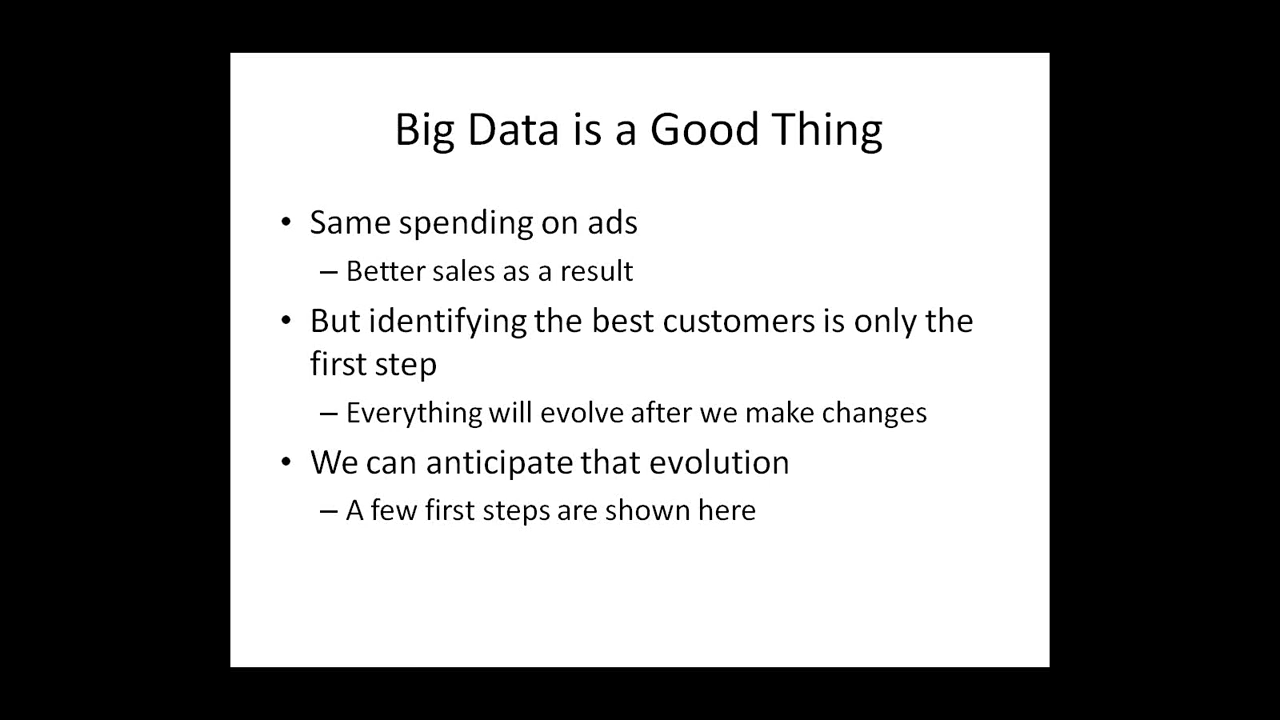 Big Data is a Good Thing
• Same spending on ads
– Better sales as a result
• But identifying the best customers is only the
first step
– Everything will evolve after we make changes
• We can anticipate that evolution
– A few first steps are shown here